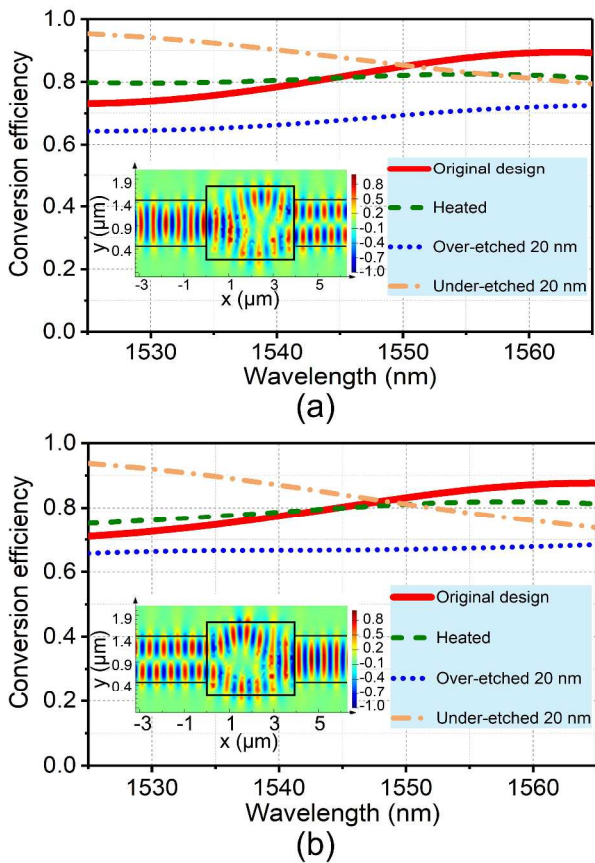 (a)
1.0
0.8
0.6
0.4
0.2
0.0
Conversion efficiency
1530
1540
1550
1560
Wavelength (nm)
Original design
Heated
Over-etched 20 nm
Under-etched 20 nm
1.9
1.4
0.9
0.4
y (μm)
-3
-1
1
3
5
x (μm)
0.8
0.5
0.2
-0.1
-0.4
-0.7
-1.0
(b)
1.0
0.8
0.6
0.4
0.2
0.0
Conversion efficiency
1530
1540
1550
1560
Wavelength (nm)
Original design
Heated
Over-etched 20 nm
Under-etched 20 nm
1.9
1.4
0.9
0.4
y (μm)
-3
-1
1
3
5
x (μm)
0.8
0.5
0.2
-0.1
-0.4
-0.7
-1.0